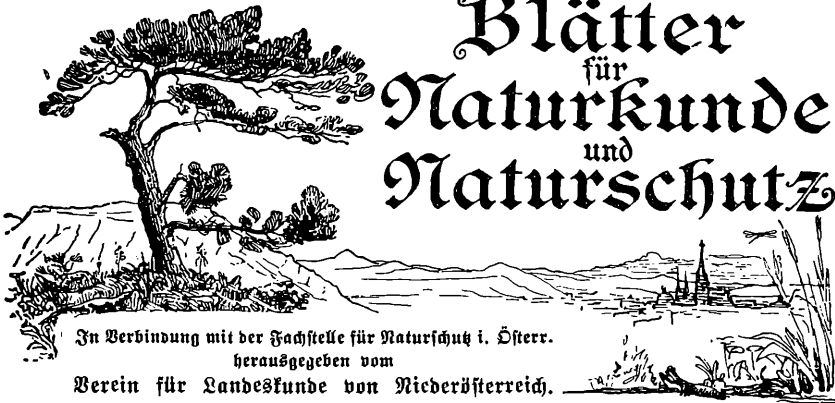 Blätter
für
Naturkunde
und
Naturschutz
In Verbindung mit der Fachstelle für Naturschutz i. Österr.
herausgegeben vom
Verein für Landeskunde von Niederösterreich.